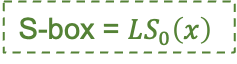 S-box = LS₀(x)